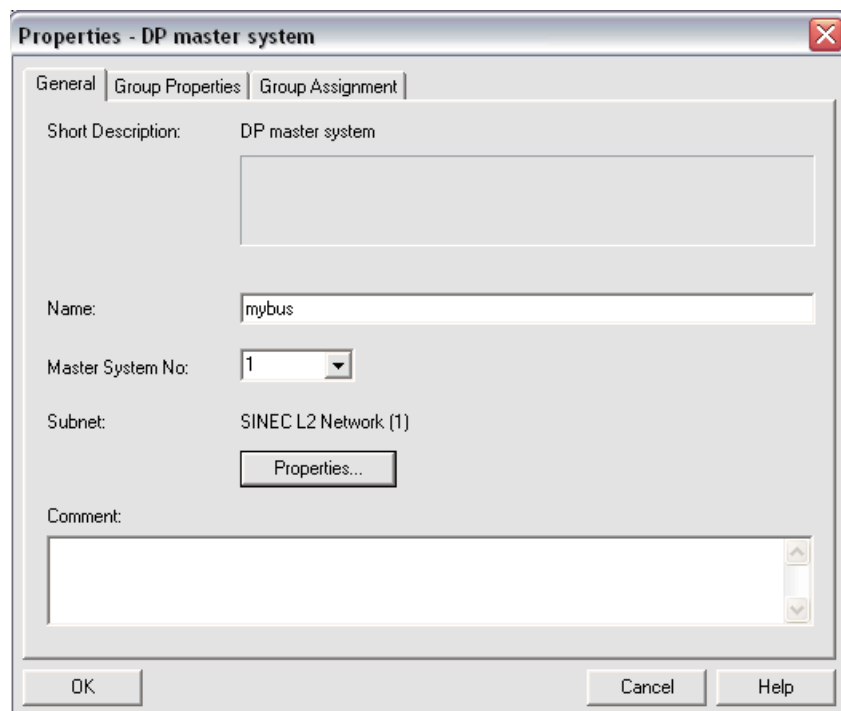 Properties - DP master system
General Group Properties Group Assignment
Short Description: DP master system
Name: mybus
Master System No: 1
Subnet: SINEC L2 Network (1)
Properties...
Comment:
OK Cancel Help